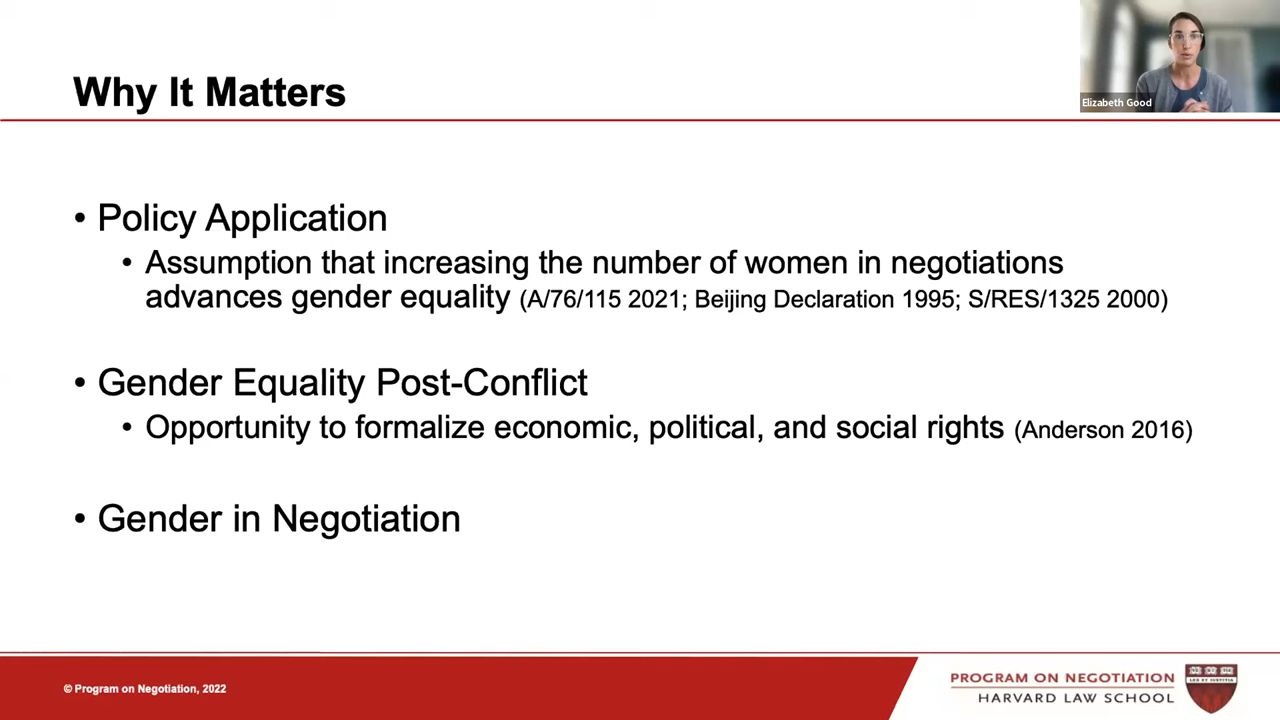 Why It Matters
Elizabeth Good
• Policy Application
• Assumption that increasing the number of women in negotiations
advances gender equality (A/76/115 2021; Beijing Declaration 1995; S/RES/1325 2000)
• Gender Equality Post-Conflict
• Opportunity to formalize economic, political, and social rights (Anderson 2016)
• Gender in Negotiation
© Program on Negotiation, 2022
PROGRAM ON NEGOTIATION
HARVARD LAW SCHOOL